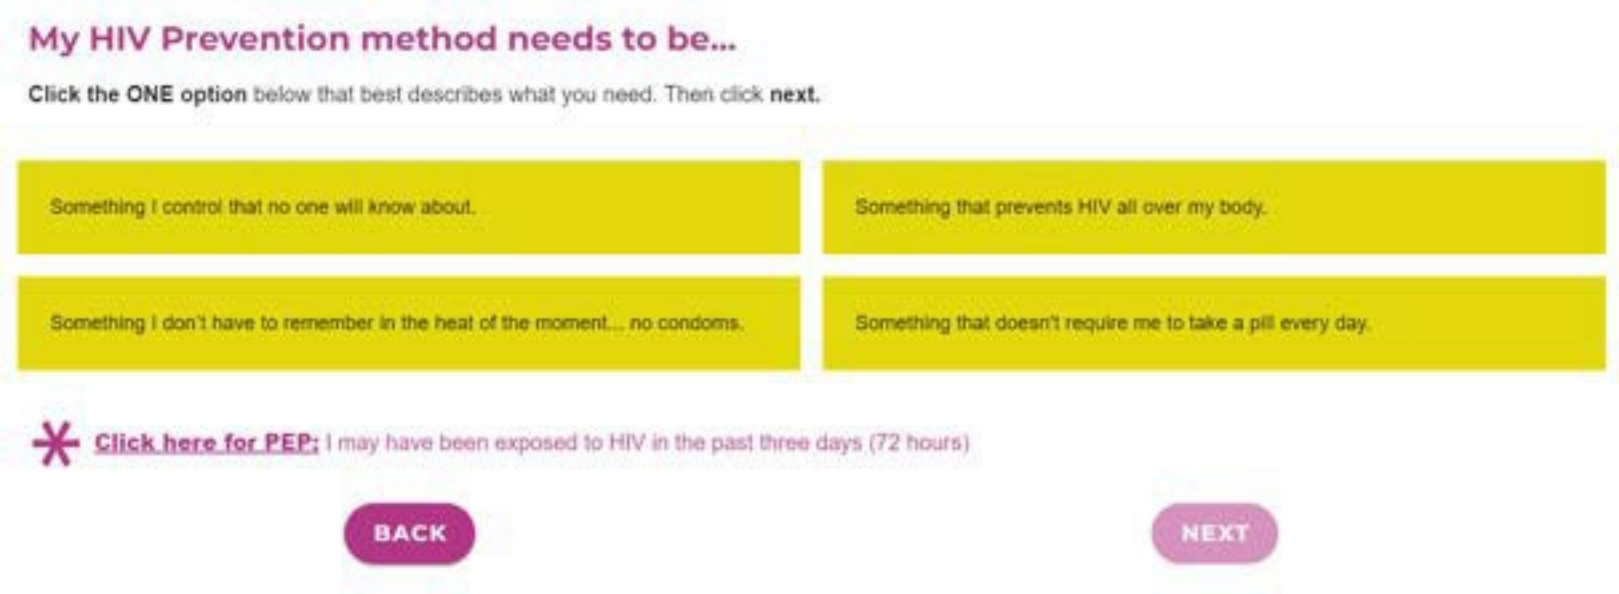 My HIV Prevention method needs to be...
Click the ONE option below that best describes what you need. Then click next.
Something I control that no one will know about.
Something that prevents HIV all over my body.
Something I don't have to remember in the heat of the moment... no condoms.
Something that doesn't require me to take a pill every day.
Click here for PEP: I may have been exposed to HIV in the past three days (72 hours)
BACK
NEXT